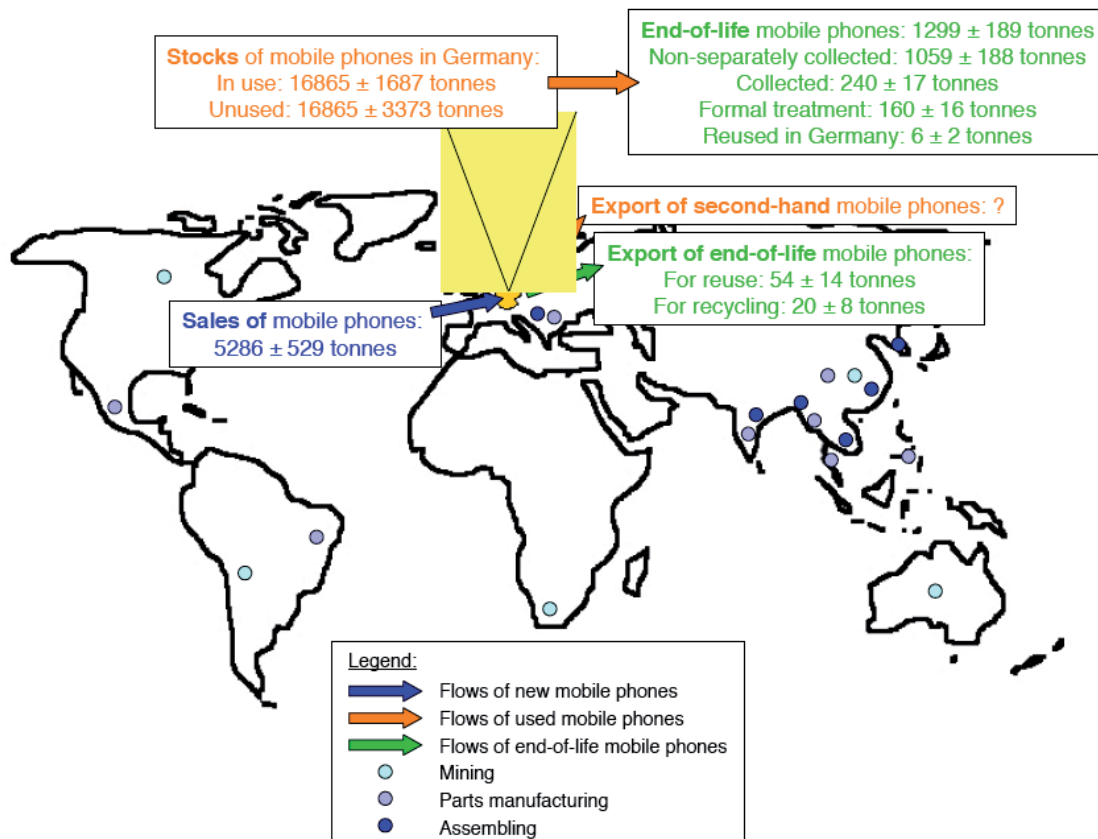 Stocks of mobile phones in Germany:
In use: 16865 ± 1687 tonnes
Unused: 16865 ± 3373 tonnes
End-of-life mobile phones: 1299 ± 189 tonnes
Non-separately collected: 1059 ± 188 tonnes
Collected: 240 ± 17 tonnes
Formal treatment: 160 ± 16 tonnes
Reused in Germany: 6 ± 2 tonnes
Export of second-hand mobile phones: ?
Export of end-of-life mobile phones:
For reuse: 54 ± 14 tonnes
For recycling: 20 ± 8 tonnes
Sales of mobile phones:
5286 ± 529 tonnes
Legend:
Flows of new mobile phones
Flows of used mobile phones
Flows of end-of-life mobile phones
Mining
Parts manufacturing
Assembling